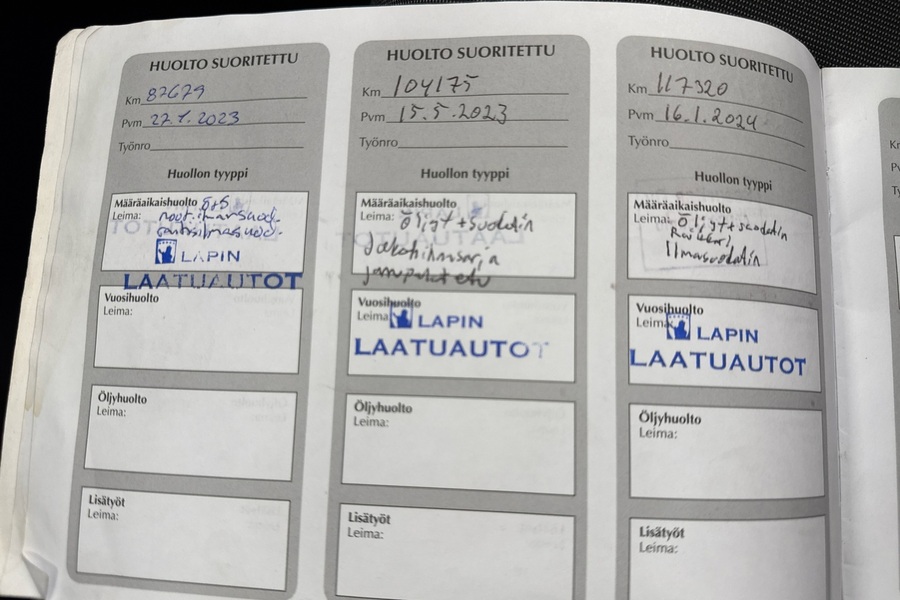 HUOLTO SUORITETTU
Km 87679
Pvm 27.1.2023
Työnro
Huollon tyyppi
Määräaikaishuolto ö+s
Leima:
LAPIN
LAATUAUTOT
Vuosihuolto
Leima:
Öljyhuolto
Leima:
Lisätyöt
Leima:
HUOLTO SUORITETTU
Km 104175
Pvm 15.5.2023
Työnro
Huollon tyyppi
Määräaikaishuolto
Leima: Öljyt+suodatin
Jakohihnasarja
Vuosihuolto
Leima:
LAPIN
LAATUAUTOT
Öljyhuolto
Leima:
Lisätyöt
Leima:
HUOLTO SUORITETTU
Km 117320
Pvm 16.1.2024
Työnro
Huollon tyyppi
Määräaikaishuolto
Leima: Öljyt+suodatin
Ilmasuodatin
Vuosihuolto
Leima:
LAPIN
LAATUAUTOT
Öljyhuolto
Leima:
Lisätyöt
Leima: